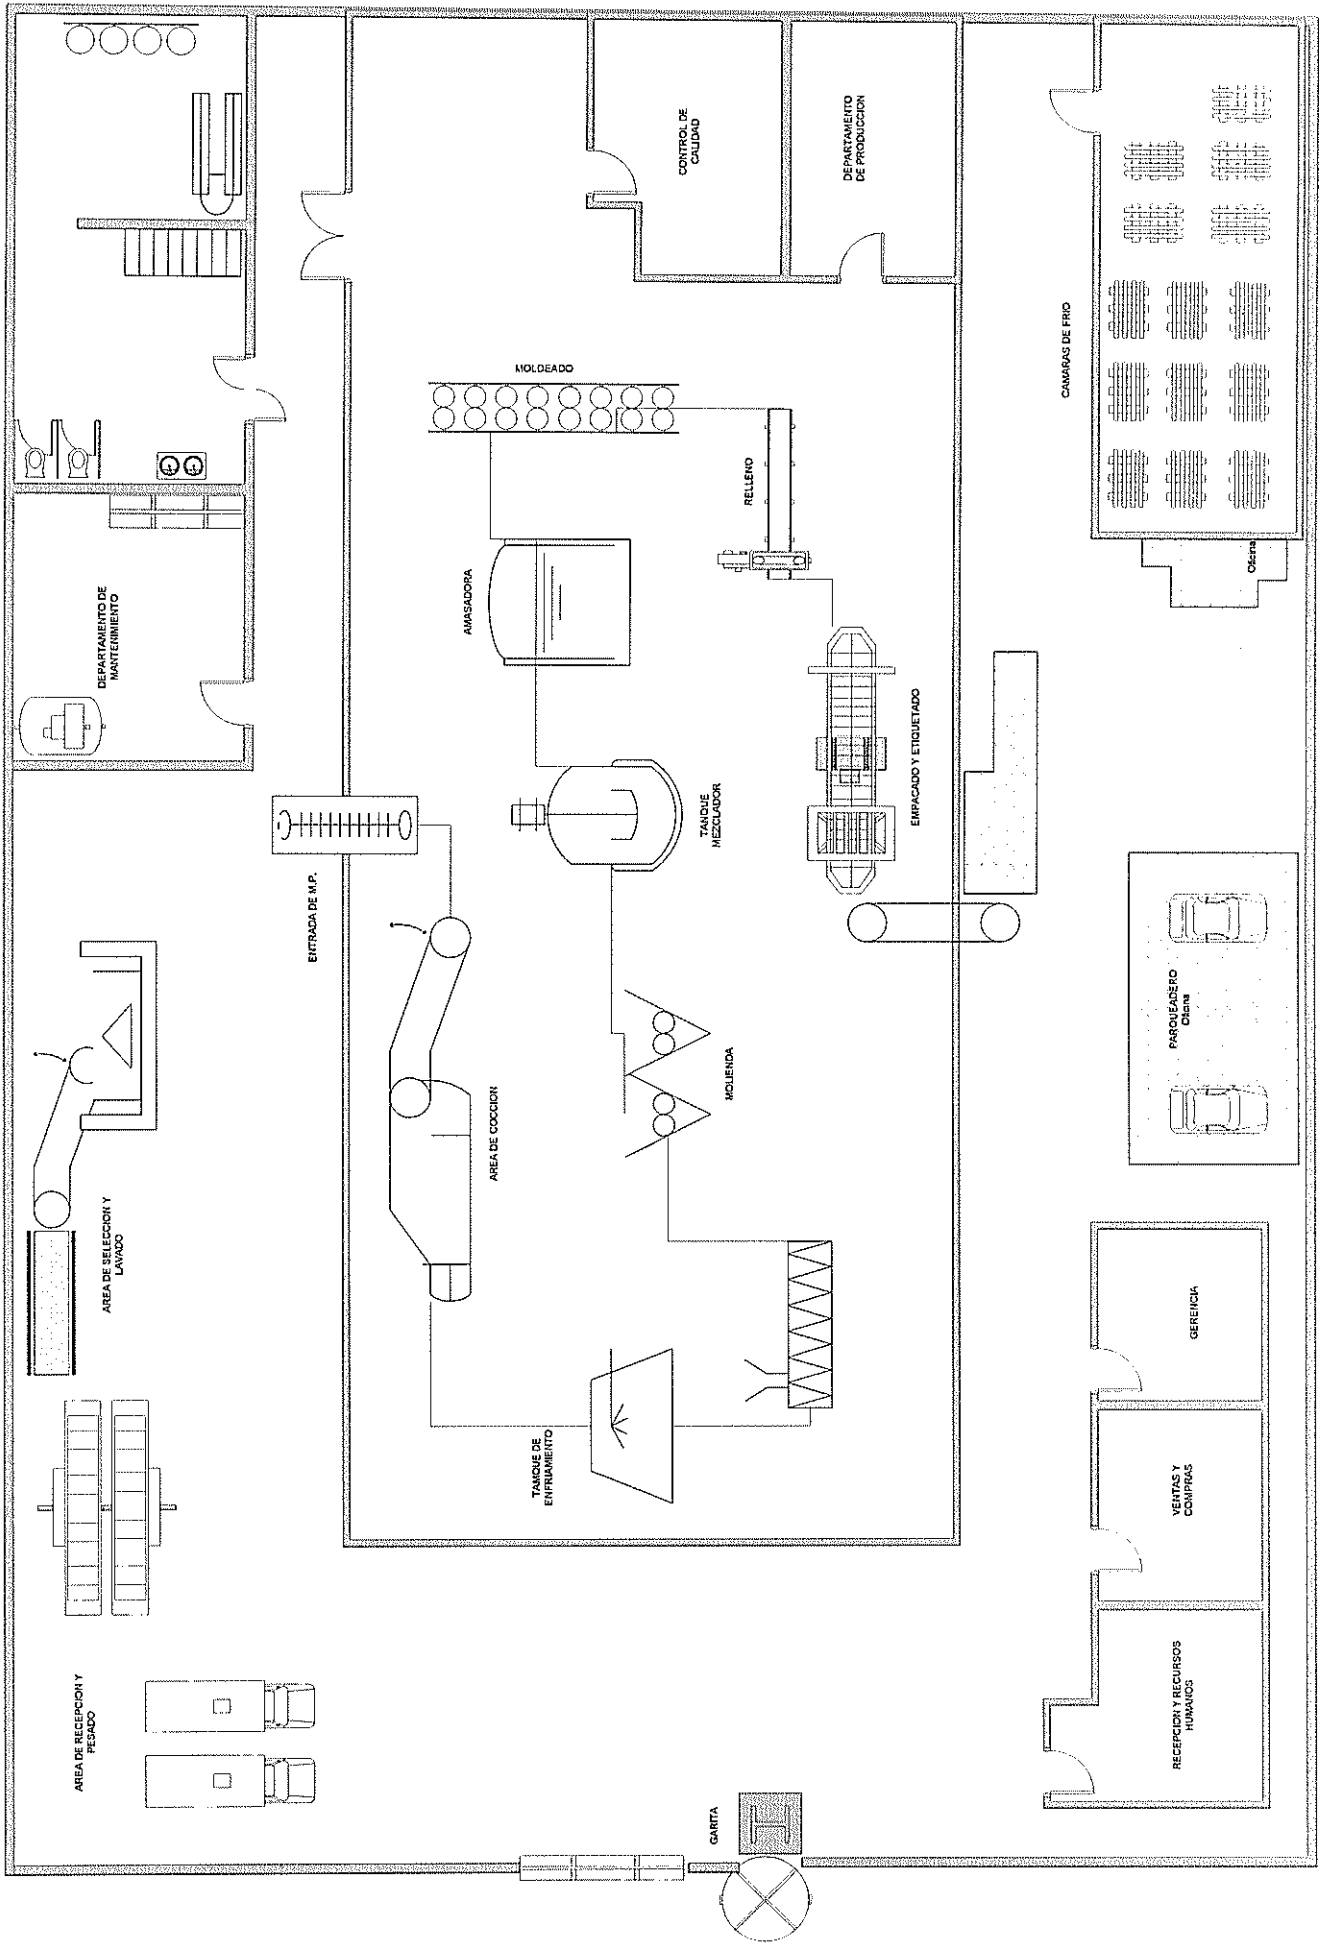 CONTROL DE
CALIDAD
DEPARTAMENTO
DE PRODUCCION
CAMARAS DE FRIO
MOLDEADO
RELLENO
AMASADORA
DEPARTAMENTO DE
MANTENIMIENTO
Oficina
EMPACADO Y ETIQUETADO
TANQUE
MEZCLADOR
ENTRADA DE M.P.
PARQUEADERO
Oficina
MOLIENDA
AREA DE COCCION
AREA DE SELECCION Y
LAVADO
GERENCIA
TAMQUE DE
ENFRIAMIENTO
VENTAS Y
COMPRAS
AREA DE RECEPCION Y
PESADO
RECEPCION Y RECURSOS
HUMANOS
GARITA